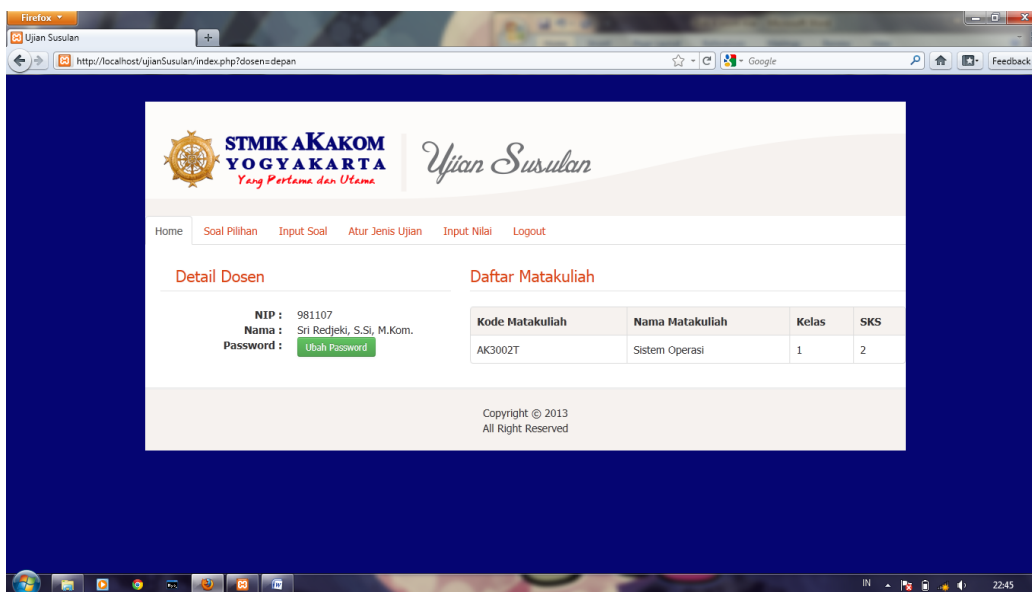 Firefox
Ujian Susulan
http://localhost/ujianSusulan/index.php?dosen=depan
Google
Feedback
STMIK AKAKOM
YOGYAKARTA
Yang Pertama dan Utama
Ujian Susulan
Home Soal Pilihan Input Soal Atur Jenis Ujian Input Nilai Logout
Detail Dosen
NIP : 981107
Nama : Sri Redjeki, S.Si, M.Kom.
Password : Ubah Password
Daftar Matakuliah
Kode Matakuliah Nama Matakuliah Kelas SKS
AK3002T Sistem Operasi 1 2
Copyright © 2013
All Right Reserved
IN 22:45